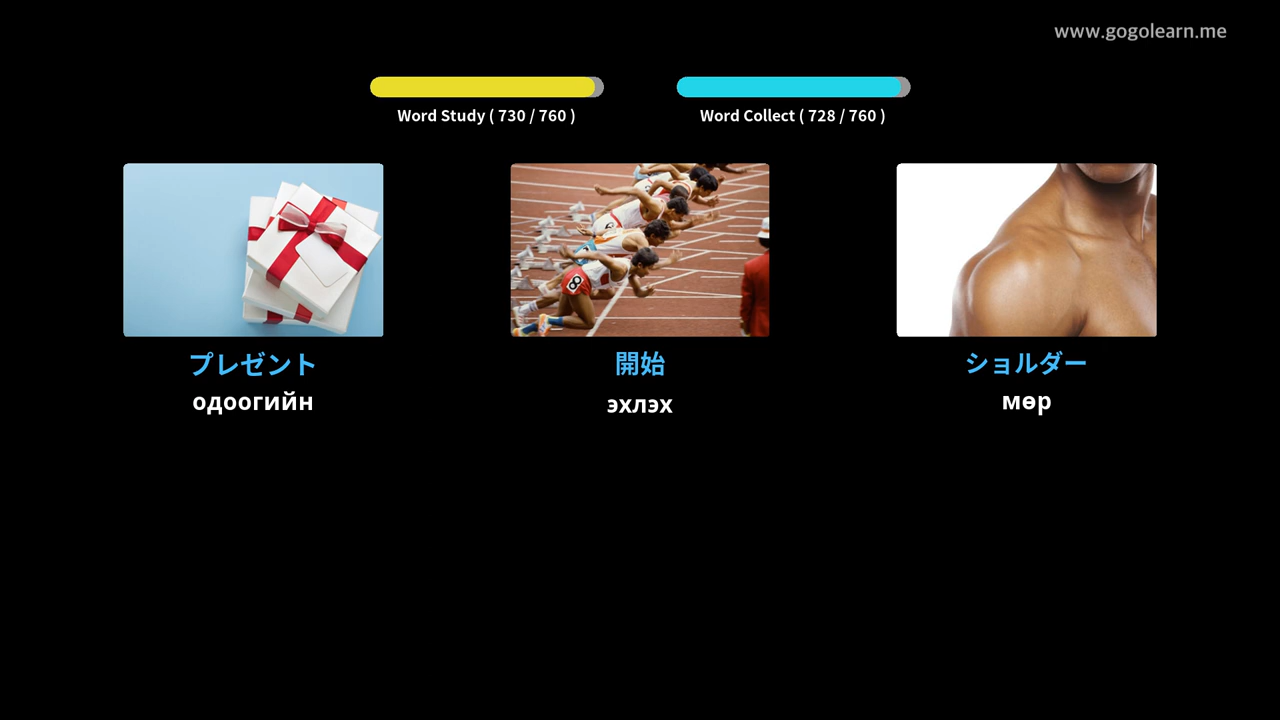 www.gogolearn.me
Word Study ( 730 / 760 )
Word Collect ( 728 / 760 )
プレゼント
開始
ショルダー
одоогийн
эхлэх
мөр
8